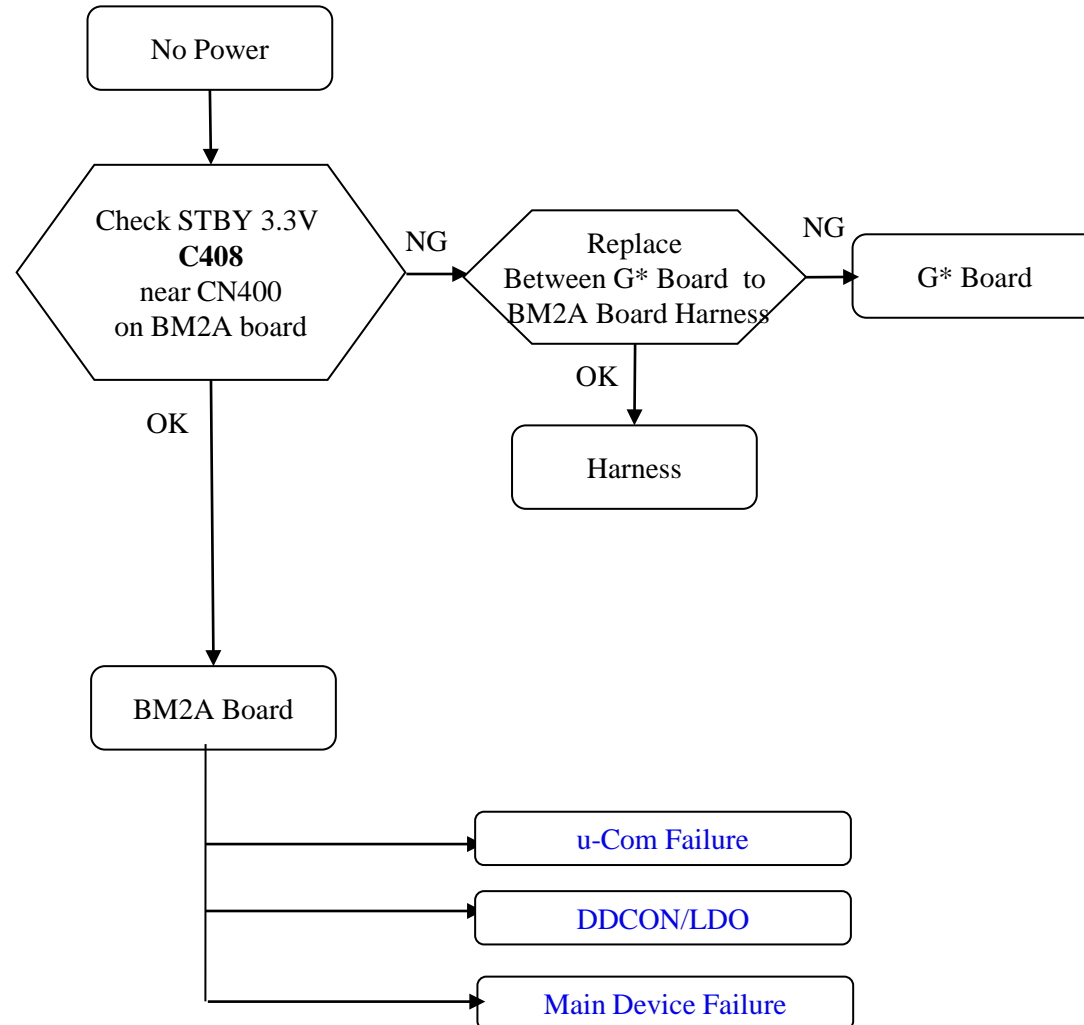 No Power
Check STBY 3.3V
C408
near CN400
on BM2A board
NG
Replace
Between G* Board to
BM2A Board Harness
NG
G* Board
OK
Harness
OK
BM2A Board
u-Com Failure
DDCON/LDO
Main Device Failure